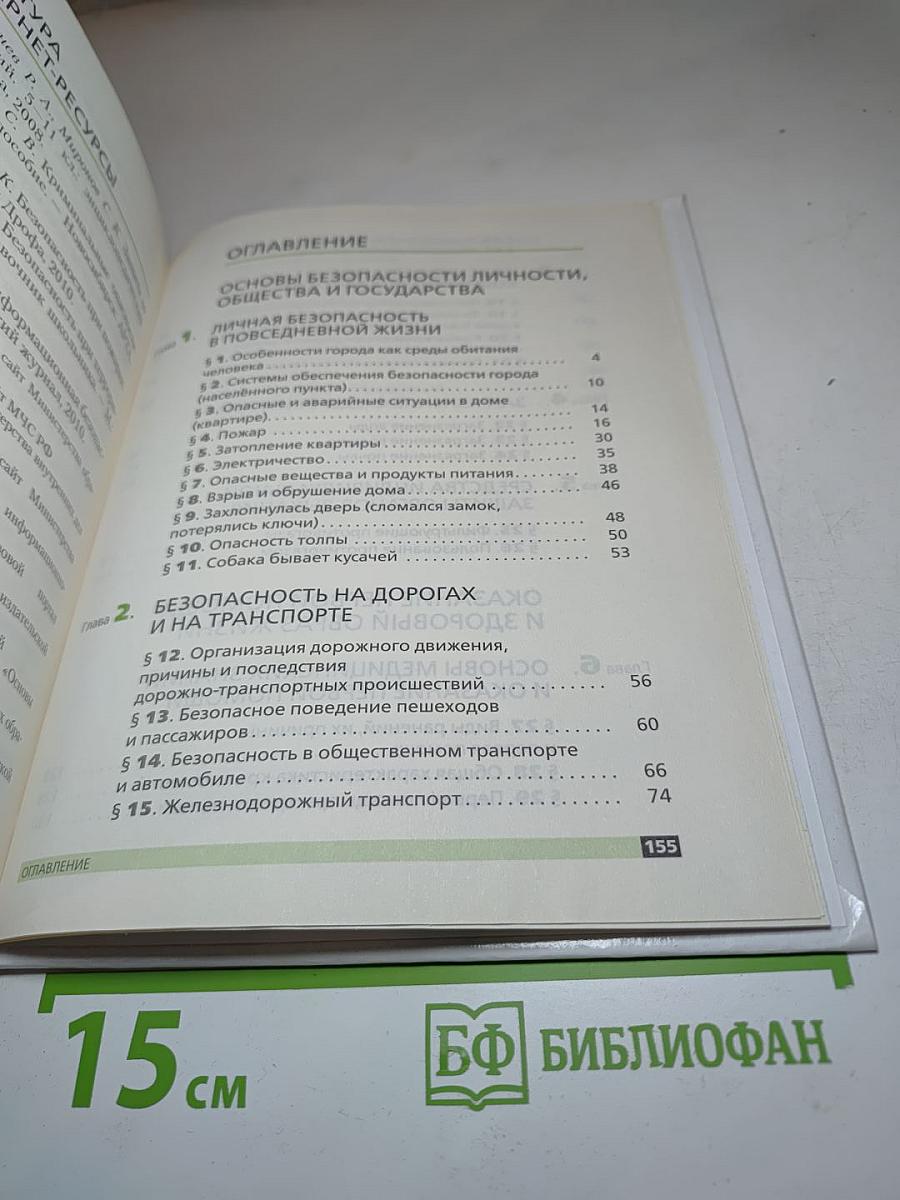 ТУРА
РНЕТ-РЕСУРСЫ
ОГЛАВЛЕНИЕ
ОСНОВЫ БЕЗОПАСНОСТИ ЛИЧНОСТИ,
ОБЩЕСТВА И ГОСУДАРСТВА
Глава 1. ЛИЧНАЯ БЕЗОПАСНОСТЬ
В ПОВСЕДНЕВНОЙ ЖИЗНИ
§ 1. Особенности города как среды обитания
человека 4
§ 2. Системы обеспечения безопасности города
(населённого пункта) 10
§ 3. Опасные и аварийные ситуации в доме
(квартире) 14
§ 4. Пожар 16
§ 5. Затопление квартиры 30
§ 6. Электричество 35
§ 7. Опасные вещества и продукты питания 38
§ 8. Взрыв и обрушение дома 46
§ 9. Захлопнулась дверь (сломался замок,
потерялись ключи) 48
§ 10. Опасность толпы 50
§ 11. Собака бывает кусачей 53
Глава 2. БЕЗОПАСНОСТЬ НА ДОРОГАХ
И НА ТРАНСПОРТЕ
§ 12. Организация дорожного движения,
причины и последствия
дорожно-транспортных происшествий 56
§ 13. Безопасное поведение пешеходов
и пассажиров 60
§ 14. Безопасность в общественном транспорте
и автомобиле 66
§ 15. Железнодорожный транспорт 74
ОГЛАВЛЕНИЕ 155
15 см
БФ БИБЛИОФАН